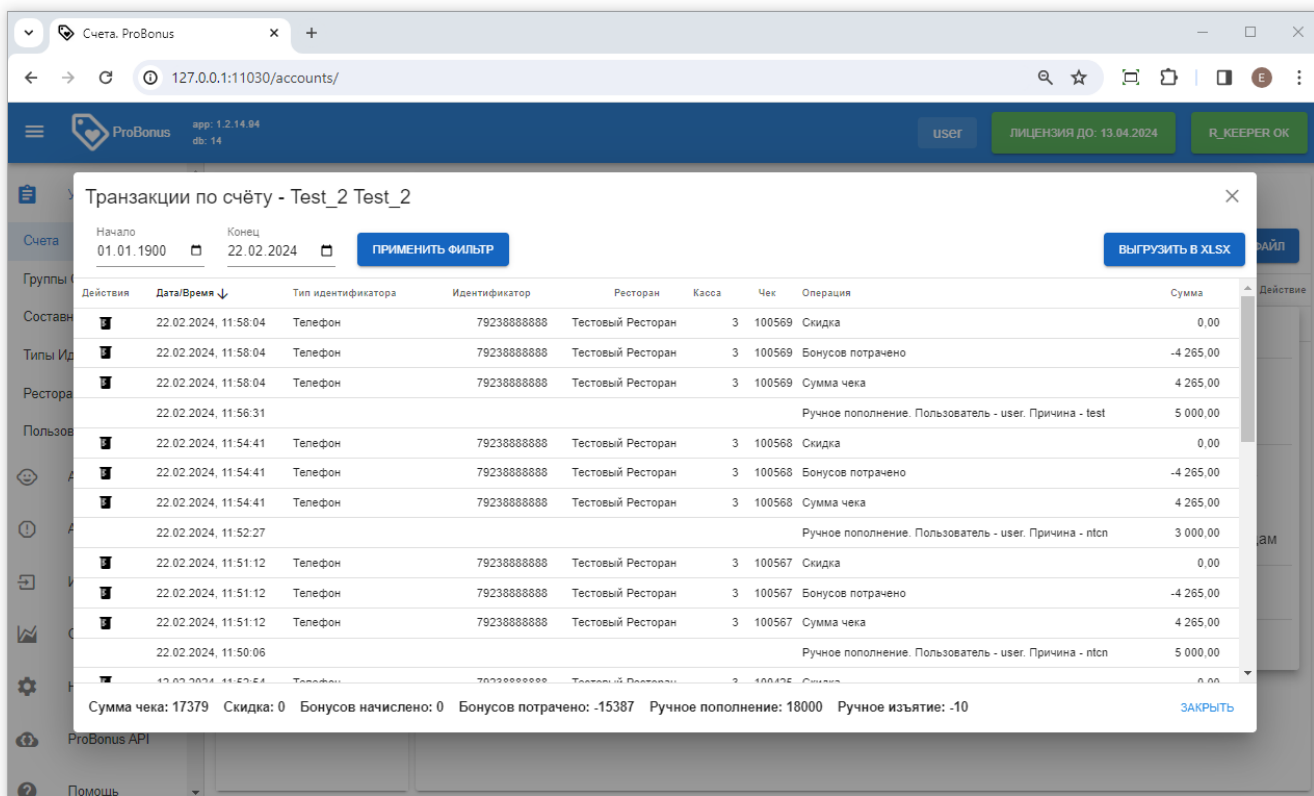 Счета. ProBonus
127.0.0.1:11030/accounts/
E
ProBonus
app: 1.2.14.94
db: 14
user
ЛИЦЕНЗИЯ ДО: 13.04.2024
R_KEEPER OK
Транзакции по счёту - Test_2 Test_2
Начало
Конец
01.01.1900
22.02.2024
ПРИМЕНИТЬ ФИЛЬТР
ВЫГРУЗИТЬ В XLSX
Счета
Группы
Составн
Типы Ид
Рестора
Пользов
Действие
Действия Дата/Время Тип идентификатора Идентификатор Ресторан Касса Чек Операция Сумма
22.02.2024, 11:58:04 Телефон 79238888888 Тестовый Ресторан 3 100569 Скидка 0,00
22.02.2024, 11:58:04 Телефон 79238888888 Тестовый Ресторан 3 100569 Бонусов потрачено -4 265,00
22.02.2024, 11:58:04 Телефон 79238888888 Тестовый Ресторан 3 100569 Сумма чека 4 265,00
22.02.2024, 11:56:31 Ручное пополнение. Пользователь - user. Причина - test 5 000,00
22.02.2024, 11:54:41 Телефон 79238888888 Тестовый Ресторан 3 100568 Скидка 0,00
22.02.2024, 11:54:41 Телефон 79238888888 Тестовый Ресторан 3 100568 Бонусов потрачено -4 265,00
22.02.2024, 11:54:41 Телефон 79238888888 Тестовый Ресторан 3 100568 Сумма чека 4 265,00
22.02.2024, 11:52:27 Ручное пополнение. Пользователь - user. Причина - ntcn 3 000,00
22.02.2024, 11:51:12 Телефон 79238888888 Тестовый Ресторан 3 100567 Скидка 0,00
22.02.2024, 11:51:12 Телефон 79238888888 Тестовый Ресторан 3 100567 Бонусов потрачено -4 265,00
22.02.2024, 11:51:12 Телефон 79238888888 Тестовый Ресторан 3 100567 Сумма чека 4 265,00
22.02.2024, 11:50:06 Ручное пополнение. Пользователь - user. Причина - ntcn 5 000,00
Сумма чека: 17379 Скидка: 0 Бонусов начислено: 0 Бонусов потрачено: -15387 Ручное пополнение: 18000 Ручное изъятие: -10
ЗАКРЫТЬ
ProBonus API
Помощь